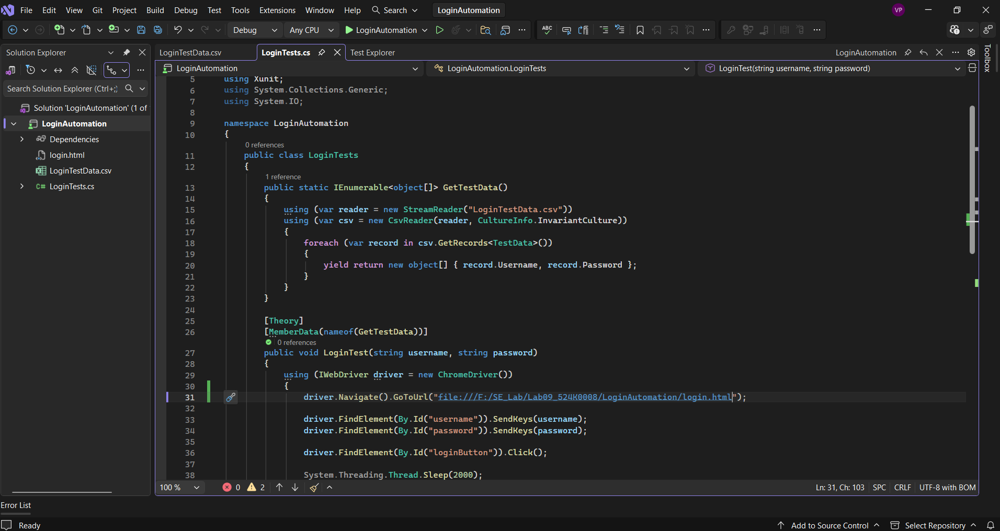 File Edit View Git Project Build Debug Test Tools Extensions Window Help Search LoginAutomation VP
Debug Any CPU LoginAutomation ABC
Solution Explorer
Search Solution Explorer (Ctrl+;)
Solution 'LoginAutomation' (1 of
LoginAutomation
Dependencies
login.html
LoginTestData.csv
C# LoginTests.cs
LoginTestData.csv LoginTests.cs Test Explorer LoginAutomation
LoginAutomation LoginAutomation.LoginTests LoginTest(string username, string password)
Toolbox
5 using Xunit;
6 using System.Collections.Generic;
7 using System.IO;
8
9 namespace LoginAutomation
10 {
0 references
11 public class LoginTests
12 {
1 reference
13 public static IEnumerable<object[]> GetTestData()
14 {
15 using (var reader = new StreamReader("LoginTestData.csv"))
16 using (var csv = new CsvReader(reader, CultureInfo.InvariantCulture))
17 {
18 foreach (var record in csv.GetRecords<TestData>())
19 {
20 yield return new object[] { record.Username, record.Password };
21 }
22 }
23 }
24
25 [Theory]
26 [MemberData(nameof(GetTestData))]
0 references
27 public void LoginTest(string username, string password)
28 {
29 using (IWebDriver driver = new ChromeDriver())
30 {
31 driver.Navigate().GoToUrl("file:///F:/SE_Lab/Lab09_524K0008/LoginAutomation/login.html");
32
33 driver.FindElement(By.Id("username")).SendKeys(username);
34 driver.FindElement(By.Id("password")).SendKeys(password);
35
36 driver.FindElement(By.Id("loginButton")).Click();
37
38 System.Threading.Thread.Sleep(2000);
100 % 0 2 Ln: 31, Ch: 103 SPC CRLF UTF-8 with BOM
Error List
Ready Add to Source Control Select Repository